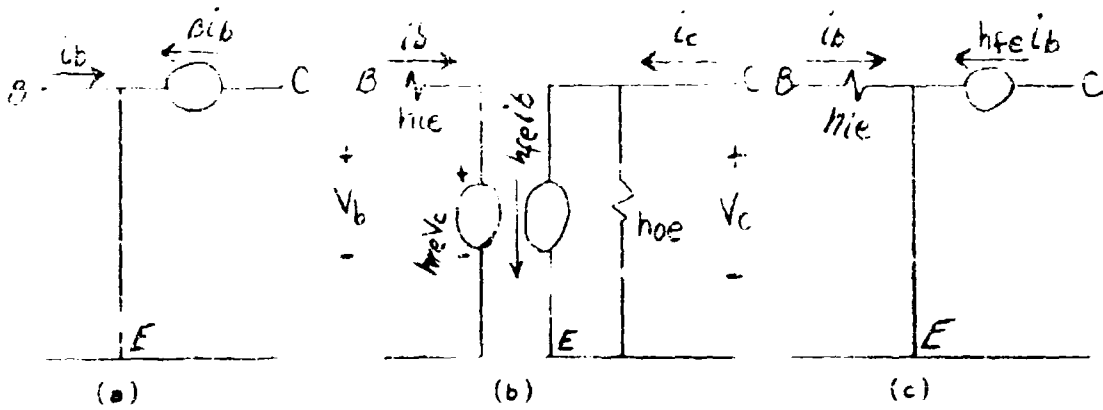 ib βib ib ic ib hfeib
B C B C B C
hie hie
hfeib
+ + +
Vb hreVc hoe Vc
- - -
E E E
(a) (b) (c)